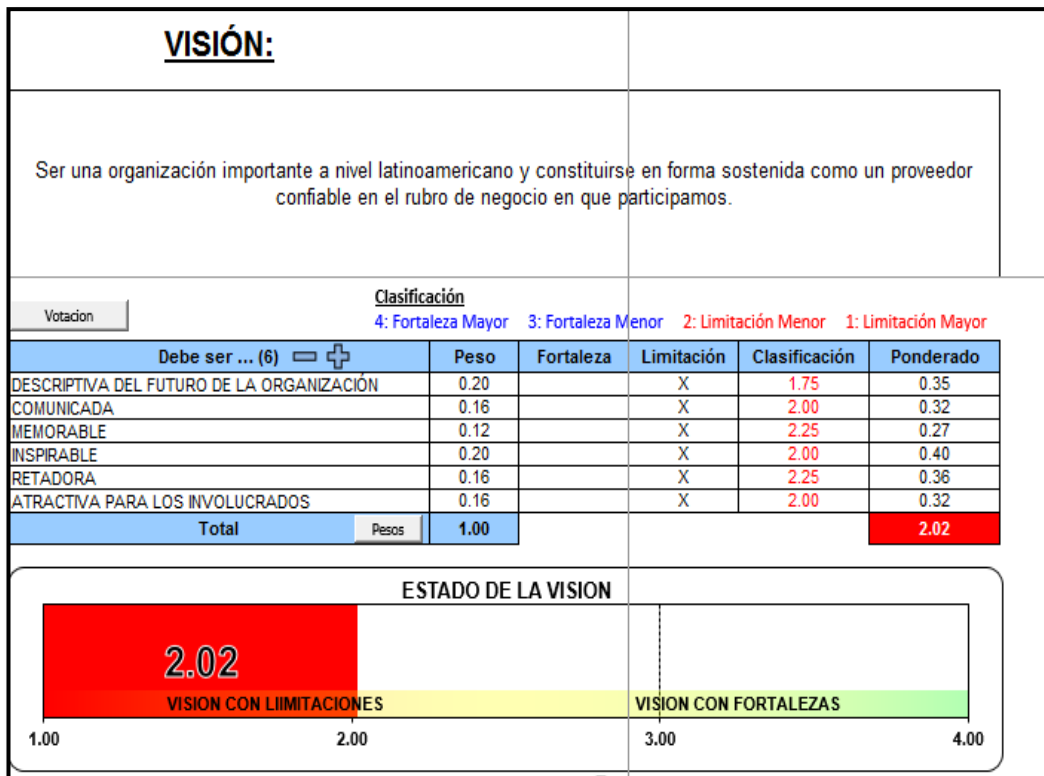 VISIÓN:
Ser una organización importante a nivel latinoamericano y constituirse en forma sostenida como un proveedor
confiable en el rubro de negocio en que participamos.
Votacion
Clasificación
4: Fortaleza Mayor 3: Fortaleza Menor 2: Limitación Menor 1: Limitación Mayor
Debe ser ... (6) Peso Fortaleza Limitación Clasificación Ponderado
DESCRIPTIVA DEL FUTURO DE LA ORGANIZACIÓN 0.20 X 1.75 0.35
COMUNICADA 0.16 X 2.00 0.32
MEMORABLE 0.12 X 2.25 0.27
INSPIRABLE 0.20 X 2.00 0.40
RETADORA 0.16 X 2.25 0.36
ATRACTIVA PARA LOS INVOLUCRADOS 0.16 X 2.00 0.32
Total Pesos 1.00 2.02
ESTADO DE LA VISION
2.02
VISION CON LIIMITACIONES VISION CON FORTALEZAS
1.00 2.00 3.00 4.00